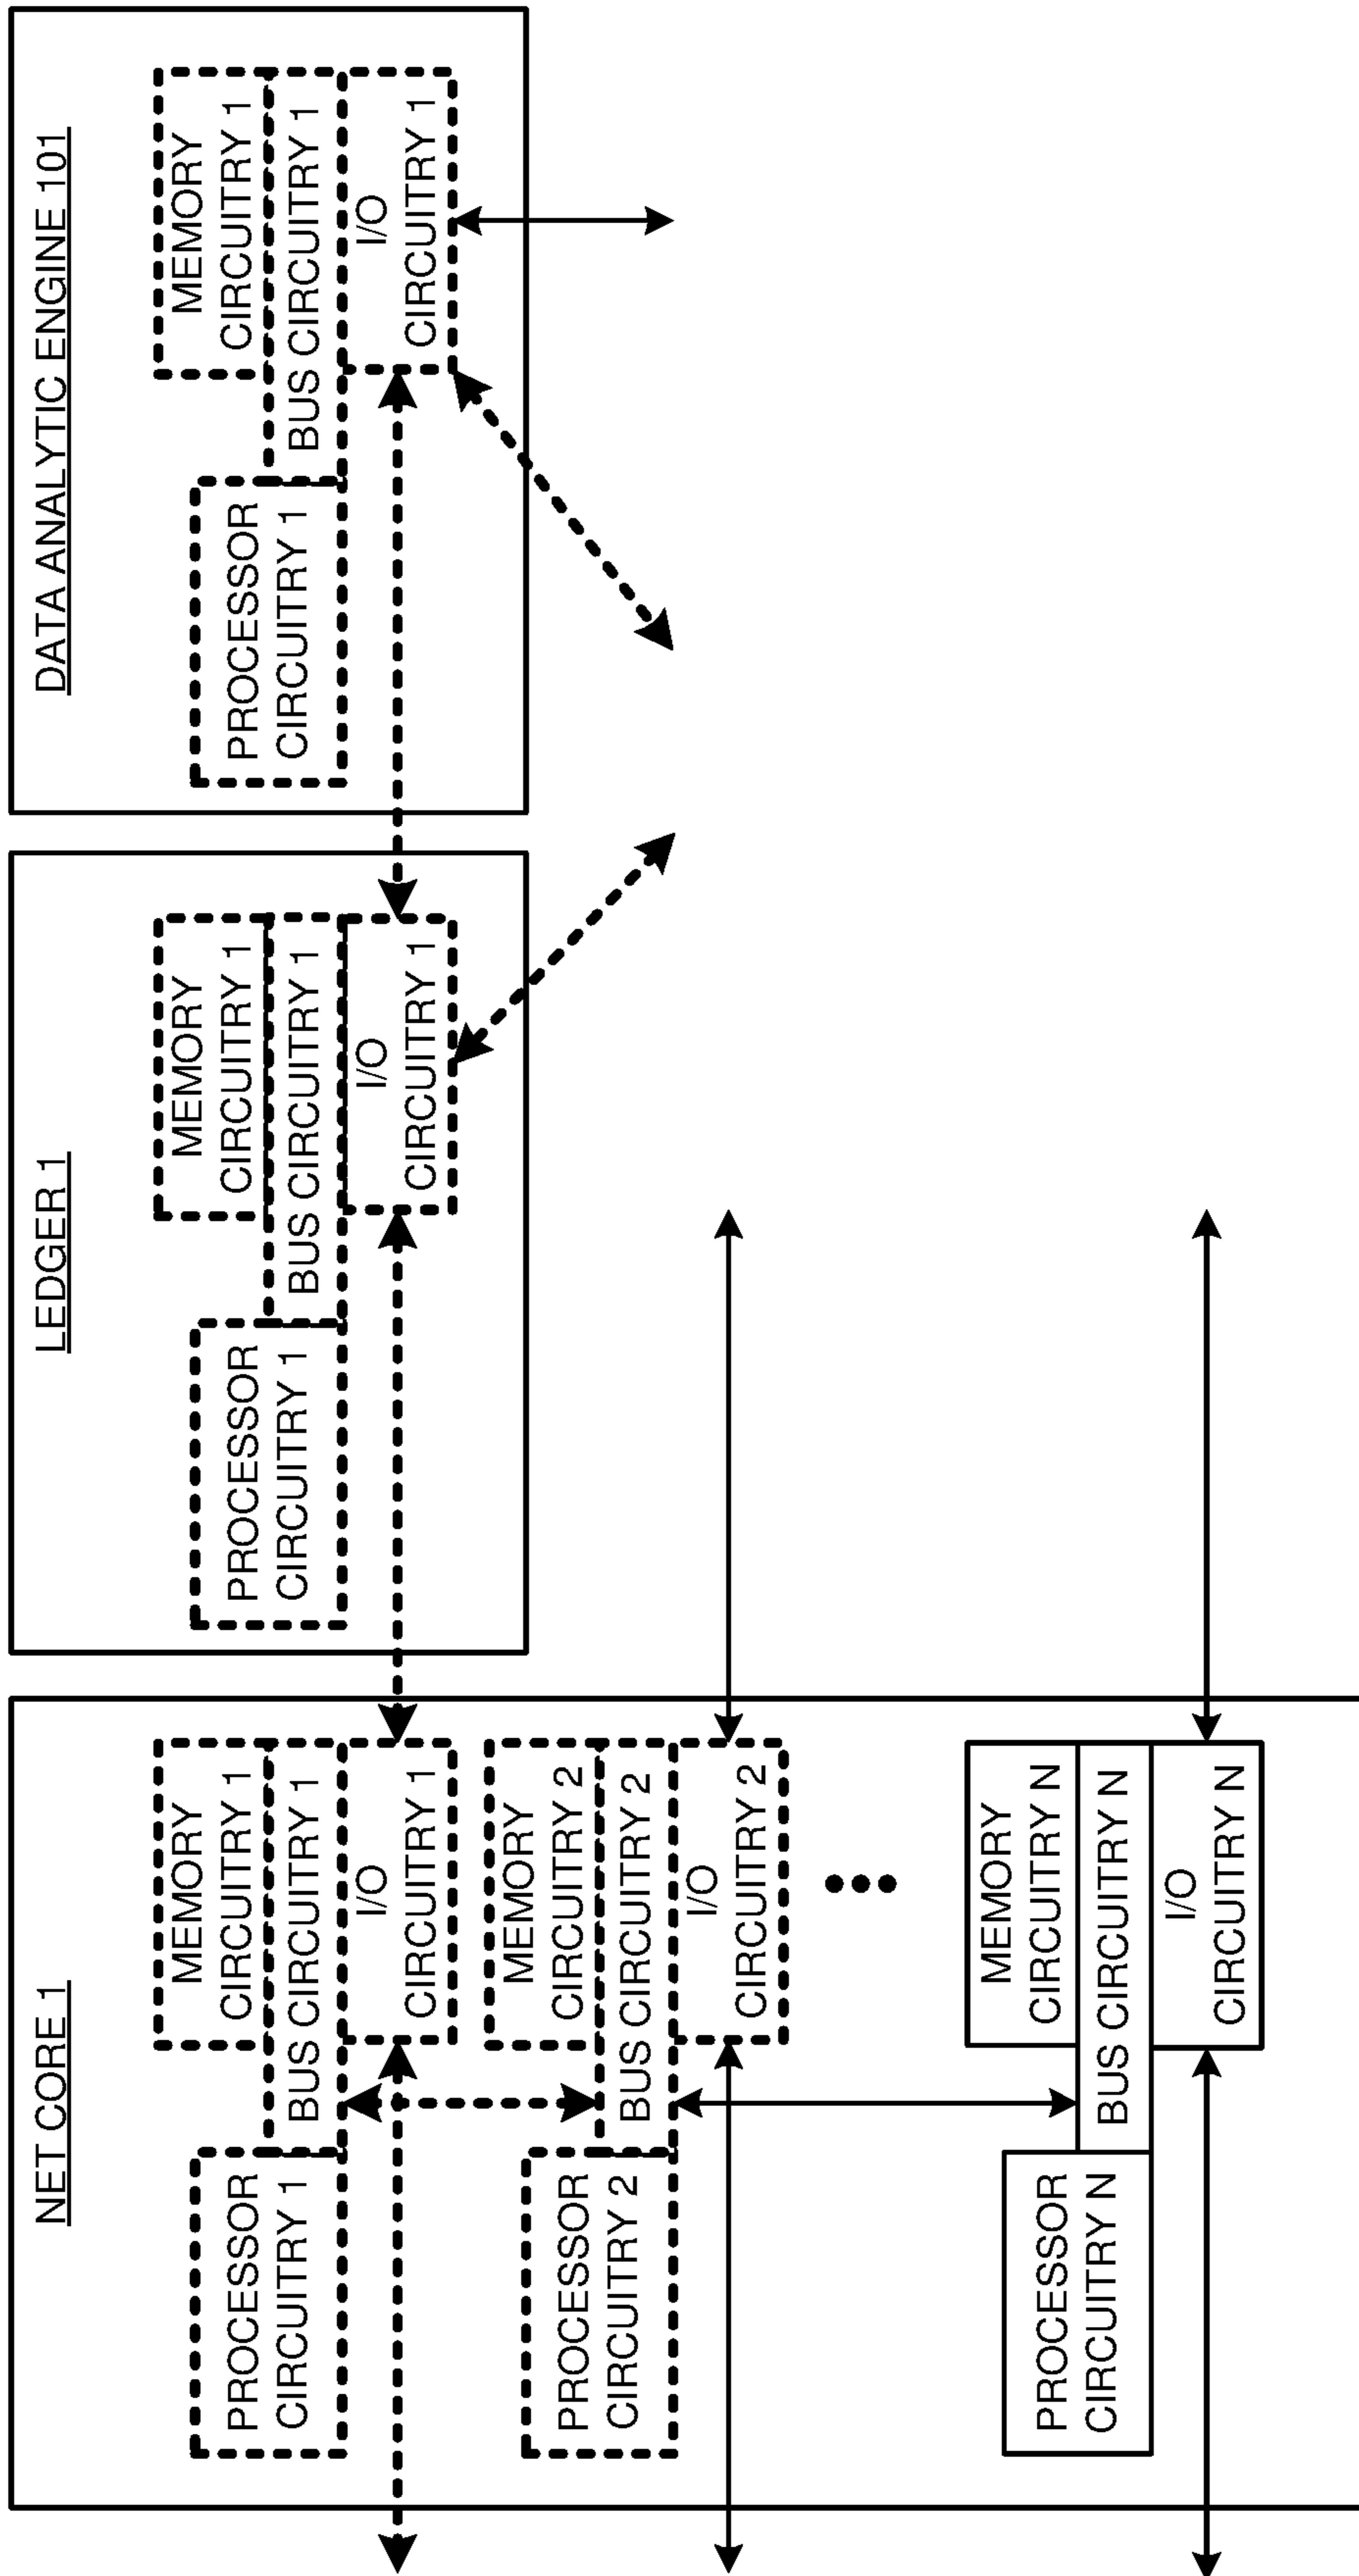 NET CORE 1
PROCESSOR
CIRCUITRY 1
MEMORY
CIRCUITRY 1
BUS CIRCUITRY 1
I/O
CIRCUITRY 1
PROCESSOR
CIRCUITRY 2
MEMORY
CIRCUITRY 2
BUS CIRCUITRY 2
I/O
CIRCUITRY 2
PROCESSOR
CIRCUITRY N
MEMORY
CIRCUITRY N
BUS CIRCUITRY N
I/O
CIRCUITRY N
LEDGER 1
PROCESSOR
CIRCUITRY 1
MEMORY
CIRCUITRY 1
BUS CIRCUITRY 1
I/O
CIRCUITRY 1
DATA ANALYTIC ENGINE 101
PROCESSOR
CIRCUITRY 1
MEMORY
CIRCUITRY 1
BUS CIRCUITRY 1
I/O
CIRCUITRY 1